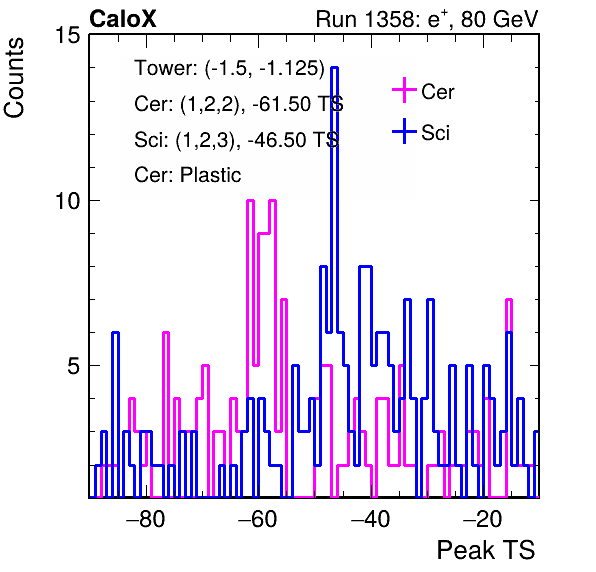 CaloX Run 1358: e⁺, 80 GeV
Counts
15
10
5
Tower: (-1.5, -1.125)
Cer: (1,2,2), -61.50 TS
Sci: (1,2,3), -46.50 TS
Cer: Plastic
Cer
Sci
−80 −60 −40 −20
Peak TS